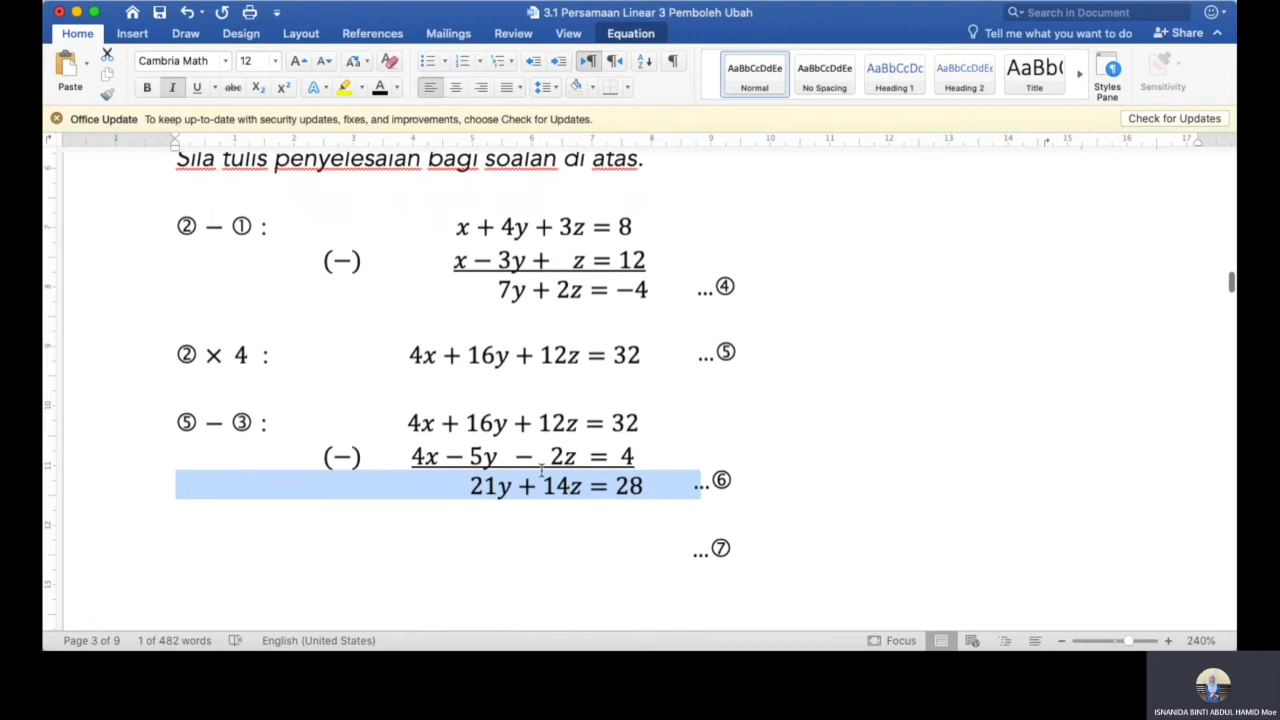 3.1 Persamaan Linear 3 Pemboleh Ubah
Search in Document
Home Insert Draw Design Layout References Mailings Review View Equation Tell me what you want to do Share
Paste Cambria Math 12 AaBbCcDdEe Normal AaBbCcDdEe No Spacing AaBbCcDc Heading 1 AaBbCcDdEe Heading 2 AaBb( Title Styles Pane Sensitivity
Office Update To keep up-to-date with security updates, fixes, and improvements, choose Check for Updates. Check for Updates
Sila tulis penyelesaian bagi soalan di atas.
② − ① : x + 4y + 3z = 8
(−) x − 3y + z = 12
7y + 2z = −4 ...④
② × 4 : 4x + 16y + 12z = 32 ...⑤
⑤ − ③ : 4x + 16y + 12z = 32
(−) 4x − 5y − 2z = 4
21y + 14z = 28 ...⑥
...⑦
Page 3 of 9 1 of 482 words English (United States) Focus 240%
ISNANIDA BINTI ABDUL HAMID Moe